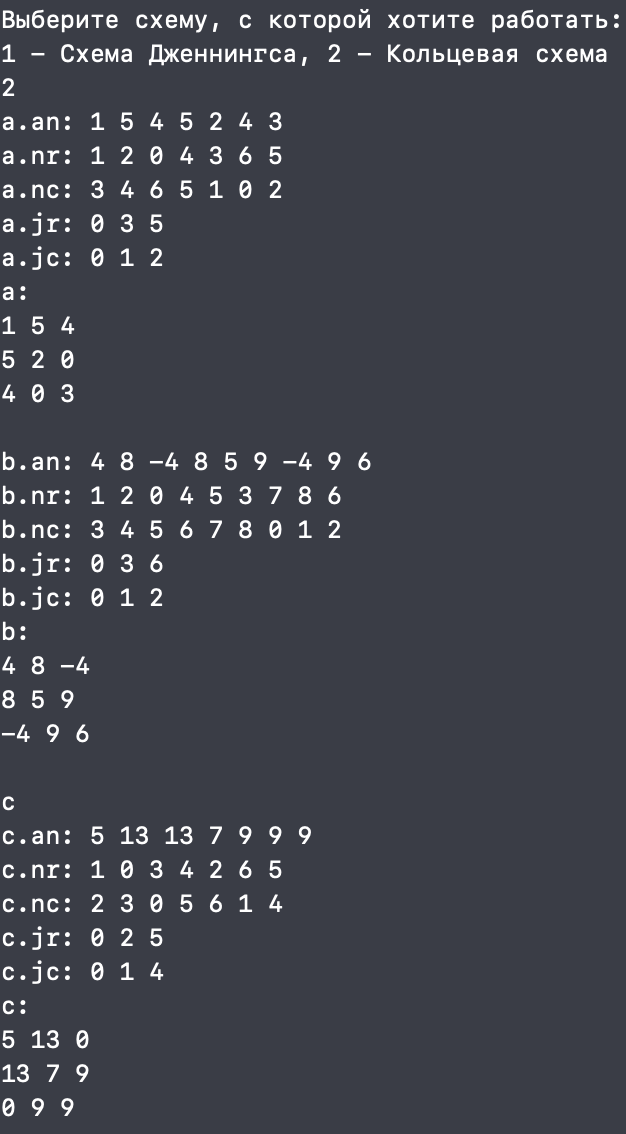 Выберите схему, с которой хотите работать:
1 – Схема Дженнингса, 2 – Кольцевая схема
2
a.an: 1 5 4 5 2 4 3
a.nr: 1 2 0 4 3 6 5
a.nc: 3 4 6 5 1 0 2
a.jr: 0 3 5
a.jc: 0 1 2
a:
1 5 4
5 2 0
4 0 3
b.an: 4 8 –4 8 5 9 –4 9 6
b.nr: 1 2 0 4 5 3 7 8 6
b.nc: 3 4 5 6 7 8 0 1 2
b.jr: 0 3 6
b.jc: 0 1 2
b:
4 8 –4
8 5 9
–4 9 6
c
c.an: 5 13 13 7 9 9 9
c.nr: 1 0 3 4 2 6 5
c.nc: 2 3 0 5 6 1 4
c.jr: 0 2 5
c.jc: 0 1 4
c:
5 13 0
13 7 9
0 9 9